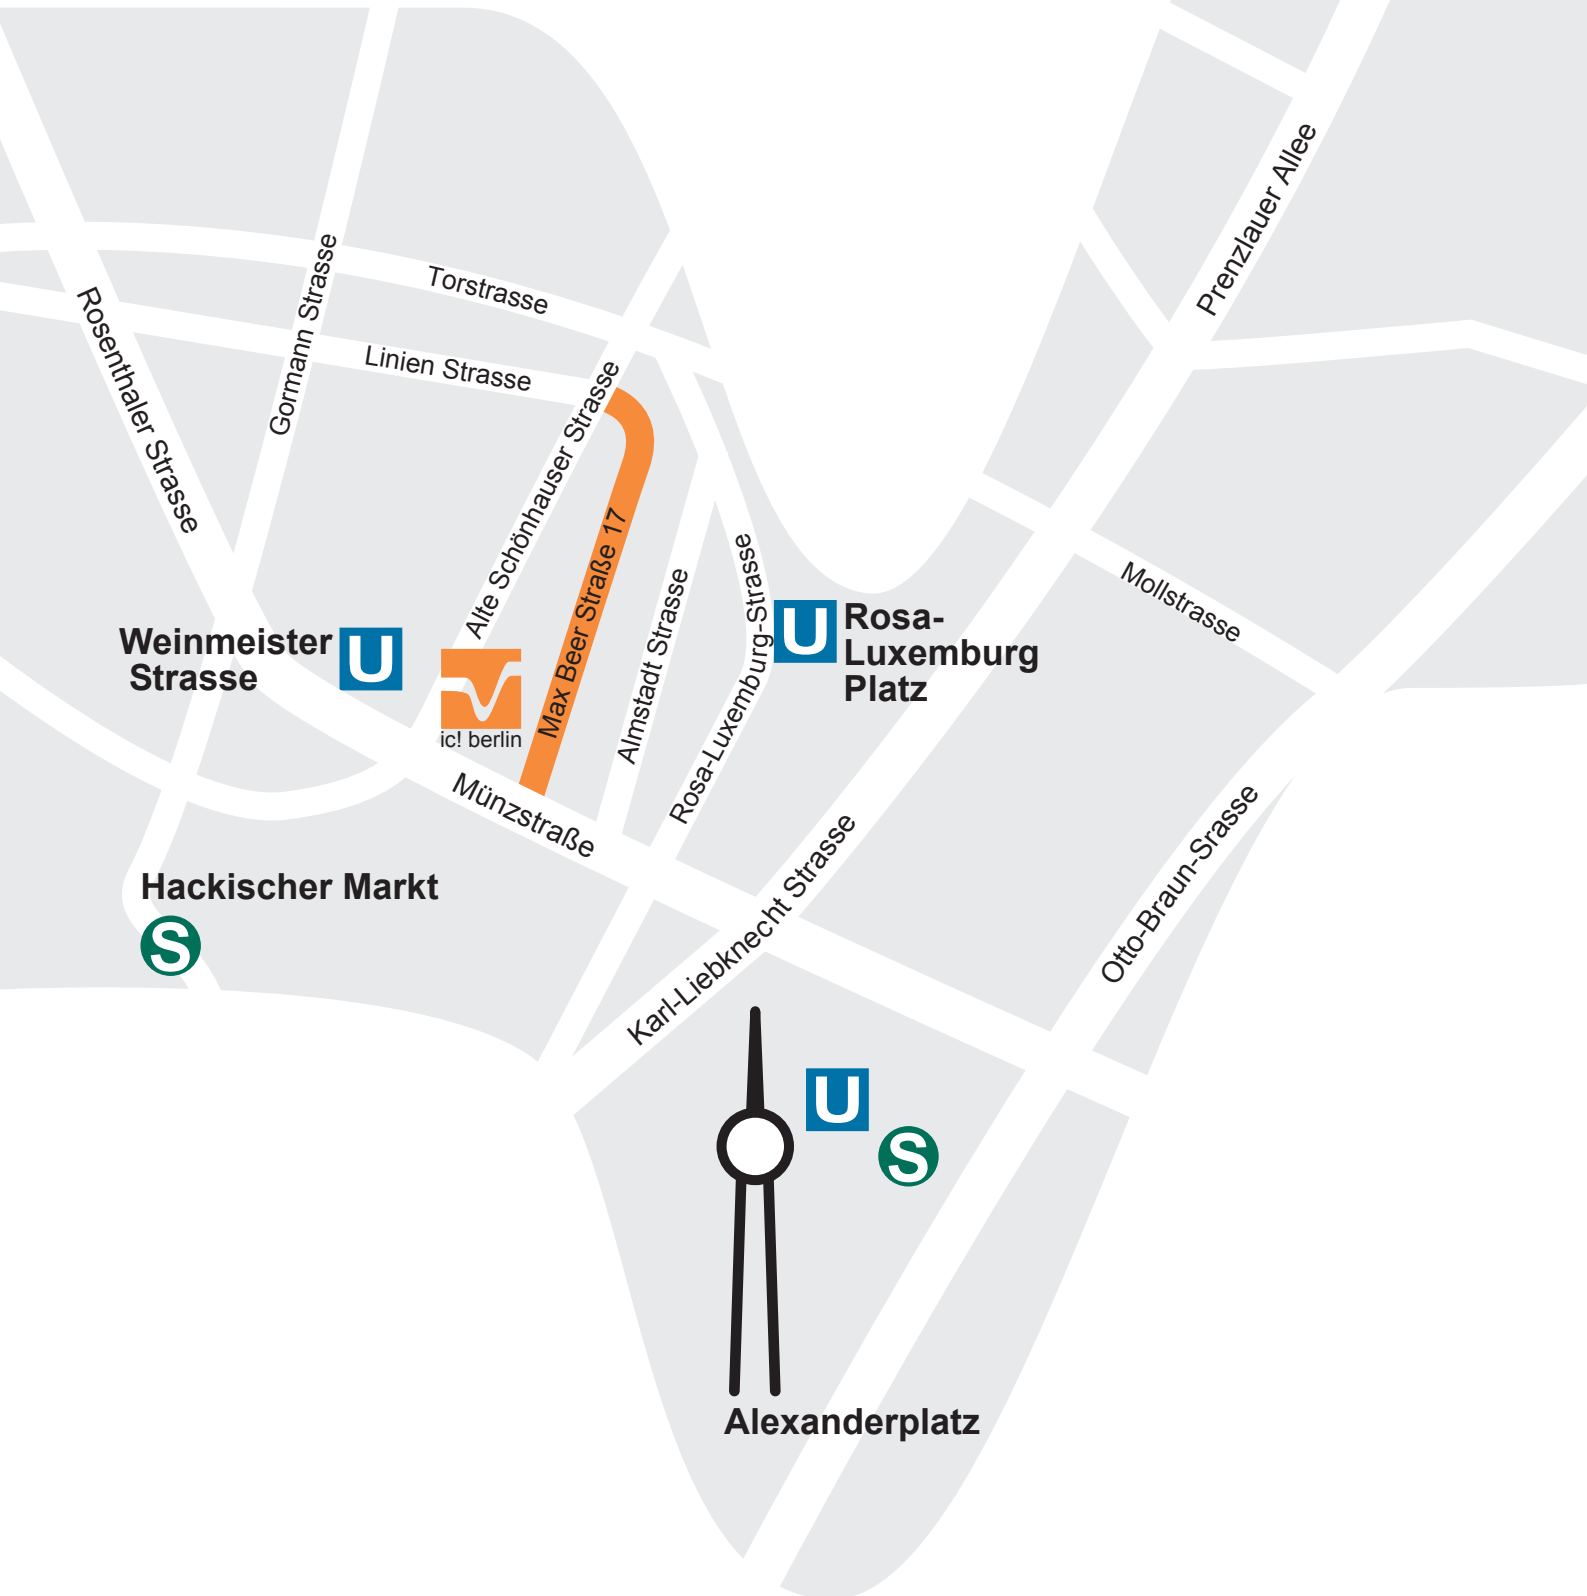 Prenzlauer Allee
Torstrasse
Gormann Strasse
Rosenthaler Strasse
Linien Strasse
Alte Schönhauser Strasse
Max Beer Straße 17
Almstadt Strasse
Rosa-Luxemburg-Strasse
Mollstrasse
Weinmeister
Strasse
U
U
Rosa-
Luxemburg
Platz
ic! berlin
Münzstraße
Karl-Liebknecht Strasse
Otto-Braun-Srasse
Hackischer Markt
S
U
S
Alexanderplatz